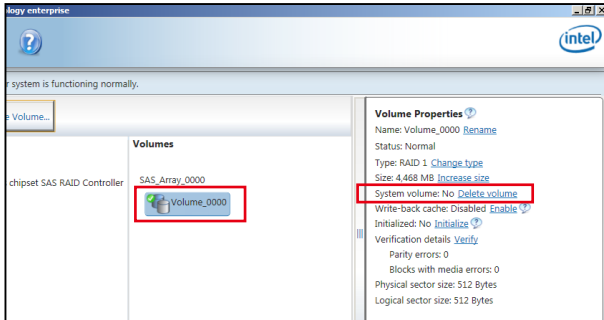 ology enterprise
intel
r system is functioning normally.
e Volume...
Volumes
chipset SAS RAID Controller
SAS_Array_0000
Volume_0000
Volume Properties
Name: Volume_0000 Rename
Status: Normal
Type: RAID 1 Change type
Size: 4,468 MB Increase size
System volume: No Delete volume
Write-back cache: Disabled Enable
Initialized: No Initialize
Verification details Verify
Parity errors: 0
Blocks with media errors: 0
Physical sector size: 512 Bytes
Logical sector size: 512 Bytes